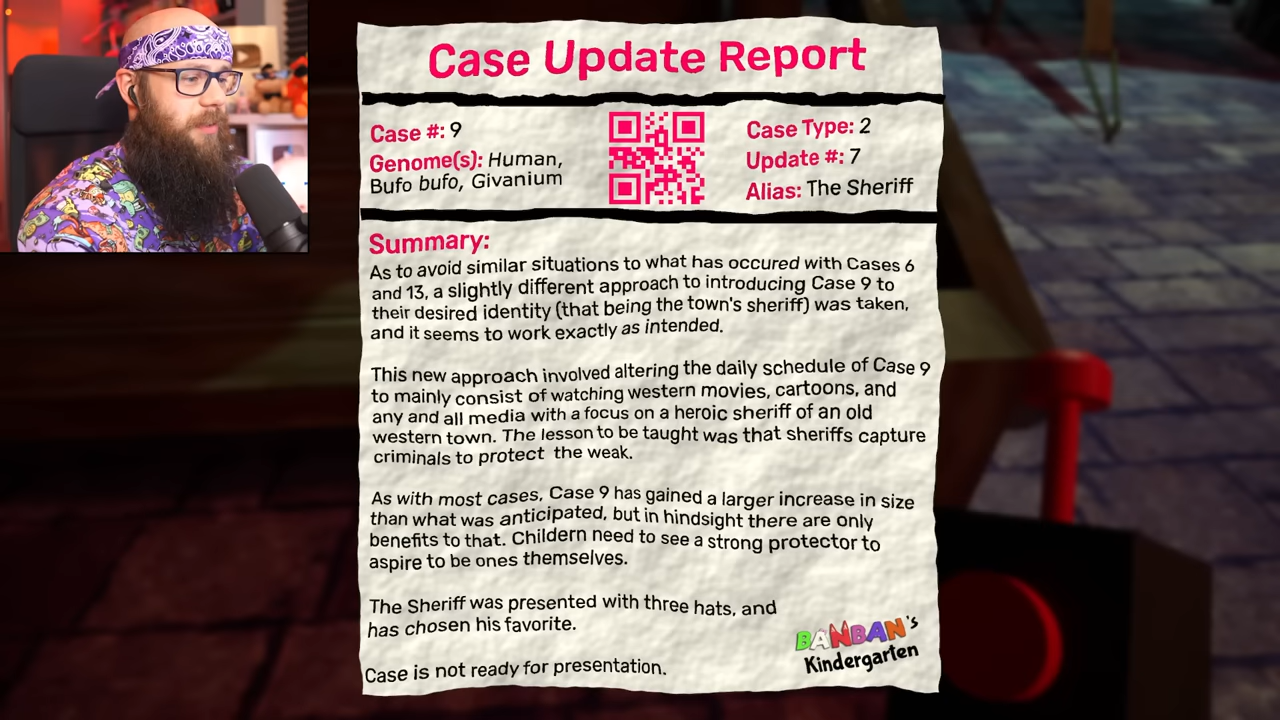 Case Update Report
Case #: 9
Genome(s): Human,
Bufo bufo, Givanium
Case Type: 2
Update #: 7
Alias: The Sheriff
Summary:
As to avoid similar situations to what has occured with Cases 6
and 13, a slightly different approach to introducing Case 9 to
their desired identity (that being the town's sheriff) was taken,
and it seems to work exactly as intended.
This new approach involved altering the daily schedule of Case 9
to mainly consist of watching western movies, cartoons, and
any and all media with a focus on a heroic sheriff of an old
western town. The lesson to be taught was that sheriffs capture
criminals to protect the weak.
As with most cases, Case 9 has gained a larger increase in size
than what was anticipated, but in hindsight there are only
benefits to that. Childern need to see a strong protector to
aspire to be ones themselves.
The Sheriff was presented with three hats, and
has chosen his favorite.
Case is not ready for presentation.
BANBAN's
Kindergarten